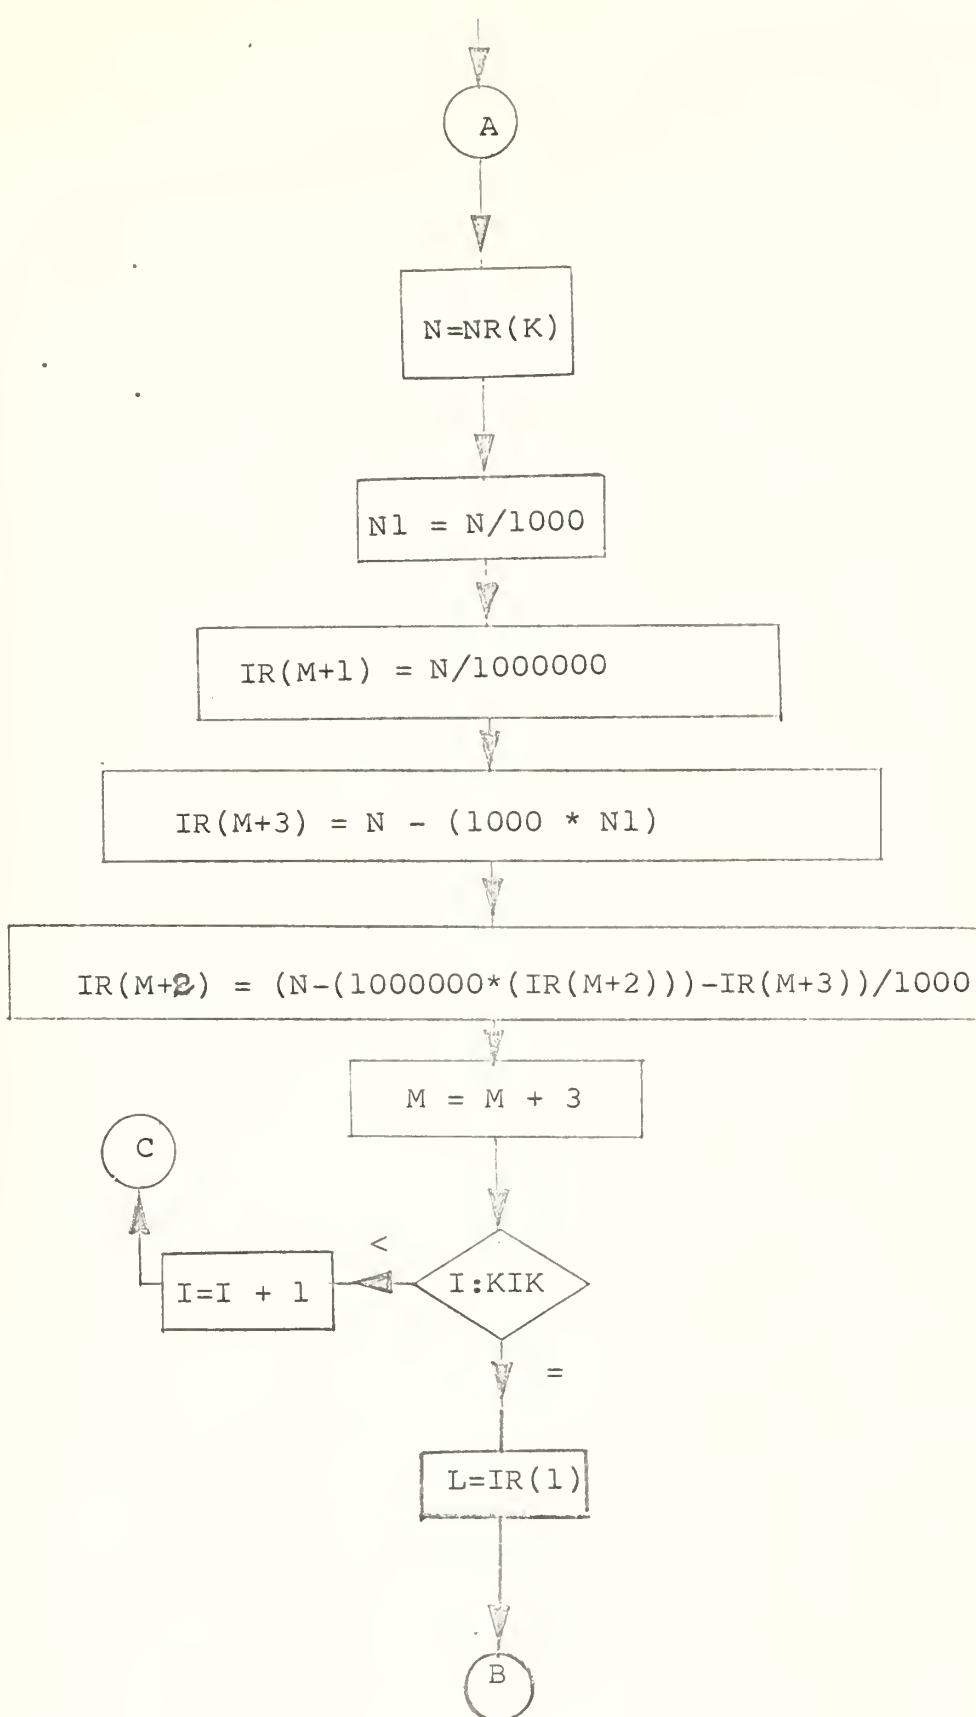 A
N=NR(K)
N1 = N/1000
IR(M+1) = N/1000000
IR(M+3) = N - (1000 * N1)
IR(M+2) = (N-(1000000*(IR(M+2)))-IR(M+3))/1000
M = M + 3
C
<
I=I + 1
I:KIK
=
L=IR(1)
B